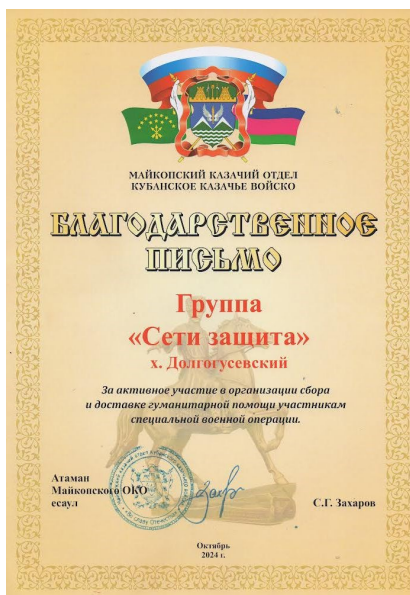 МАЙКОПСКИЙ КАЗАЧИЙ ОТДЕЛ
КУБАНСКОЕ КАЗАЧЬЕ ВОЙСКО
БЛАГОДАРСТВЕННОЕ
ПИСЬМО
Группа
«Сети защита»
х. Долгогусевский
За активное участие в организации сбора
и доставке гуманитарной помощи участникам
специальной военной операции.
Атаман
Майкопского ОКО
есаул
С.Г. Захаров
Октябрь
2024 г.